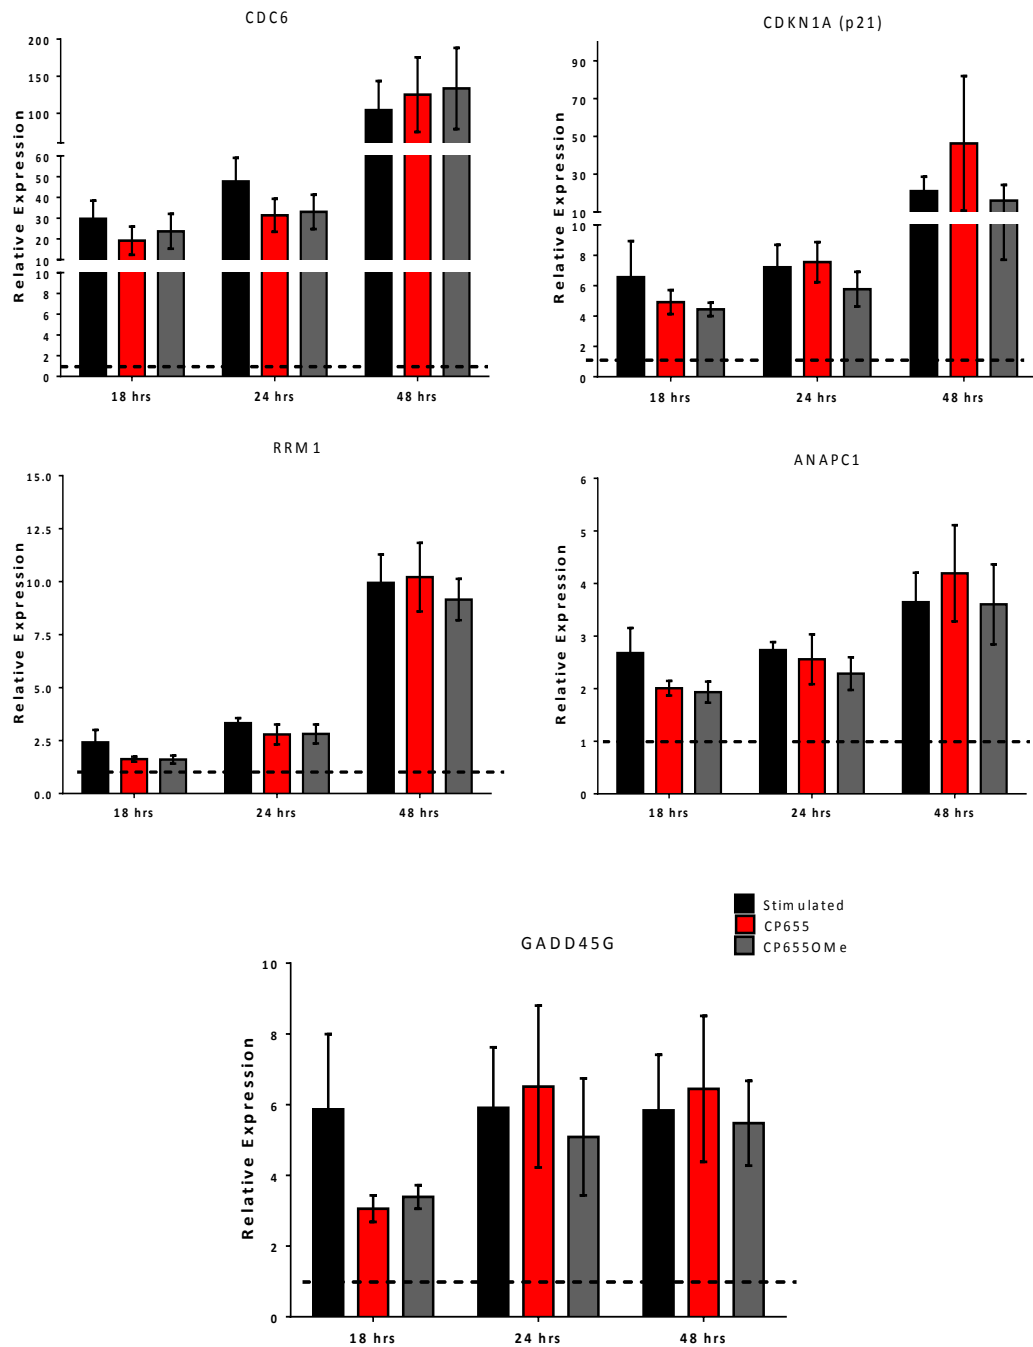 CDC6
Relative Expression
200
150
100
60
50
40
30
20
10
10
8
6
4
2
0
18 hrs 24 hrs 48 hrs
CDKN1A (p21)
Relative Expression
90
70
50
30
10
10
8
6
4
2
0
18 hrs 24 hrs 48 hrs
RRM1
Relative Expression
15.0
12.5
10.0
7.5
5.0
2.5
0.0
18 hrs 24 hrs 48 hrs
ANAPC1
Relative Expression
6
5
4
3
2
1
0
18 hrs 24 hrs 48 hrs
Stimulated
CP655
CP655OMe
GADD45G
Relative Expression
10
8
6
4
2
0
18 hrs 24 hrs 48 hrs